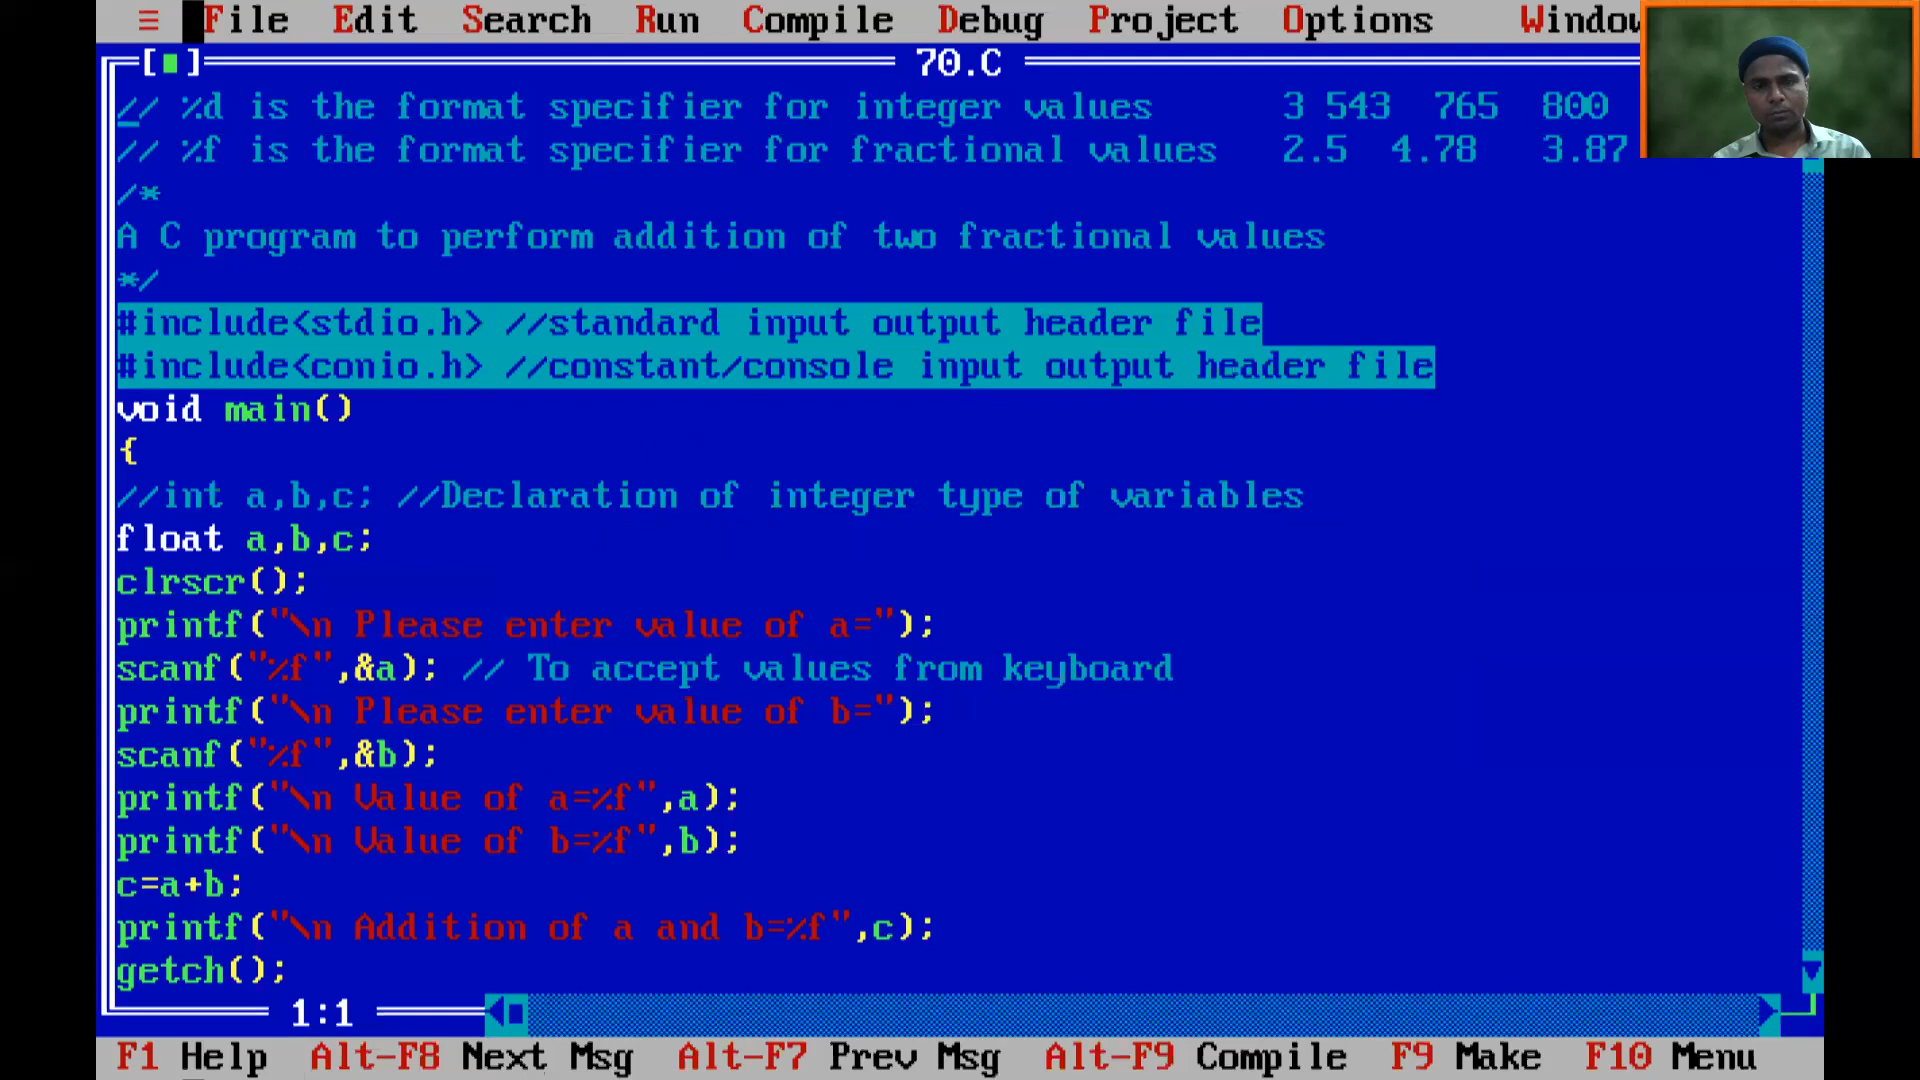 ≡ File Edit Search Run Compile Debug Project Options Window
[■] 70.C
// %d is the format specifier for integer values 3 543 765 800
// %f is the format specifier for fractional values 2.5 4.78 3.87
/*
A C program to perform addition of two fractional values
*/
#include<stdio.h> //standard input output header file
#include<conio.h> //constant/console input output header file
void main()
{
//int a,b,c; //Declaration of integer type of variables
float a,b,c;
clrscr();
printf("\n Please enter value of a=");
scanf("%f",&a); // To accept values from keyboard
printf("\n Please enter value of b=");
scanf("%f",&b);
printf("\n Value of a=%f",a);
printf("\n Value of b=%f",b);
c=a+b;
printf("\n Addition of a and b=%f",c);
getch();
1:1
F1 Help Alt-F8 Next Msg Alt-F7 Prev Msg Alt-F9 Compile F9 Make F10 Menu